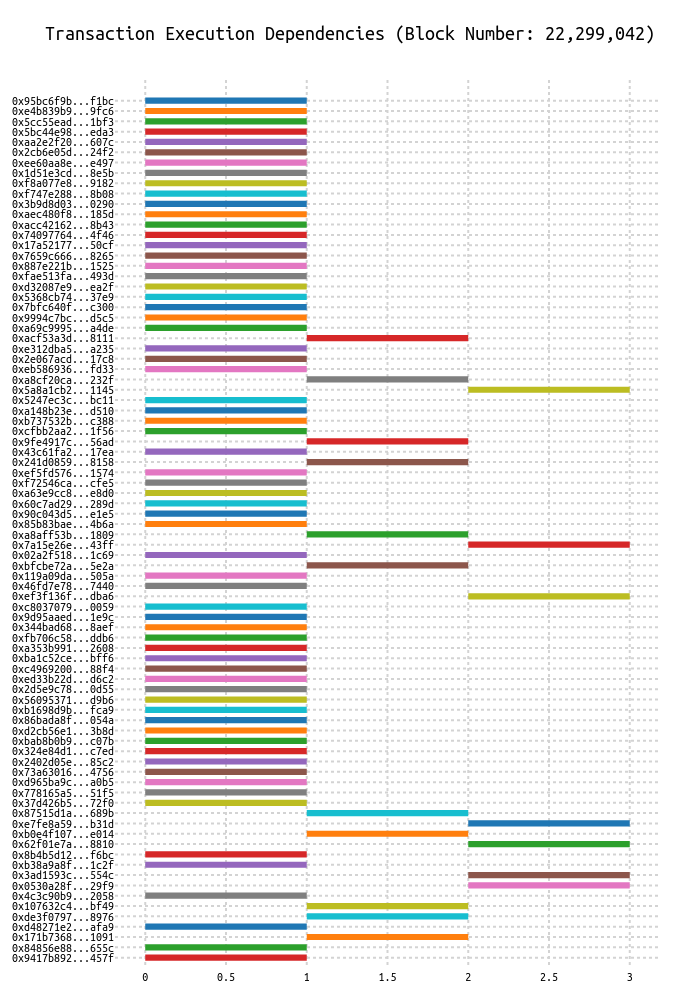 Transaction Execution Dependencies (Block Number: 22,299,042)
0x95bc6f9b...f1bc
0xe4b839b9...9fc6
0x5cc55ead...1bf3
0x5bc44e98...eda3
0xaa2e2f20...607c
0x2cb6e05d...24f2
0xee60aa8e...e497
0x1d51e3cd...8e5b
0xf8a077e8...9182
0xf747e288...8b08
0x3b9d8d03...0290
0xaec480f8...185d
0xacc42162...8b43
0x74097764...4f46
0x17a52177...50cf
0x7659c666...8265
0x887e221b...1525
0xfae513fa...493d
0xd32087e9...ea2f
0x5368cb74...37e9
0x7bfc640f...c300
0x9994c7bc...d5c5
0xa69c9995...a4de
0xacf53a3d...8111
0xe312dba5...a235
0x2e067acd...17c8
0xeb586936...fd33
0xa8cf20ca...232f
0x5a8a1cb2...1145
0x5247ec3c...bc11
0xa148b23e...d510
0xb737532b...c388
0xcfbb2aa2...1f56
0x9fe4917c...56ad
0x43c61fa2...17ea
0x241d0859...8158
0xef5fd576...1574
0xf72546ca...cfe5
0xa63e9cc8...e8d0
0x60c7ad29...289d
0x90c043d5...e1e5
0x85b83bae...4b6a
0xa8aff53b...1809
0x7a15e26e...43ff
0x02a2f518...1c69
0xbfcbe72a...5e2a
0x119a09da...505a
0x46fd7e78...7440
0xef3f136f...dba6
0xc8037079...0059
0x9d95aaed...1e9c
0x344bad68...8aef
0xfb706c58...ddb6
0xa353b991...2608
0xba1c52ce...bff6
0xc4969200...88f4
0xed33b22d...d6c2
0x2d5e9c78...0d55
0x56095371...d9b6
0xb1698d9b...fca9
0x86bada8f...054a
0xd2cb56e1...3b8d
0xbab8b0b9...c07b
0x324e84d1...c7ed
0x2402d05e...85c2
0x73a63016...4756
0xd965ba9c...a0b5
0x778165a5...51f5
0x37d426b5...72f0
0x87515d1a...689b
0xe7fe8a59...b31d
0xb0e4f107...e014
0x62f01e7a...8810
0x8b4b5d12...f6bc
0xb38a9a8f...1c2f
0x3ad1593c...554c
0x0530a28f...29f9
0x4c3c90b9...2058
0x107632c4...bf49
0xde3f0797...8976
0xd48271e2...afa9
0x171b7368...1091
0x84856e88...655c
0x9417b892...457f
0 0.5 1 1.5 2 2.5 3